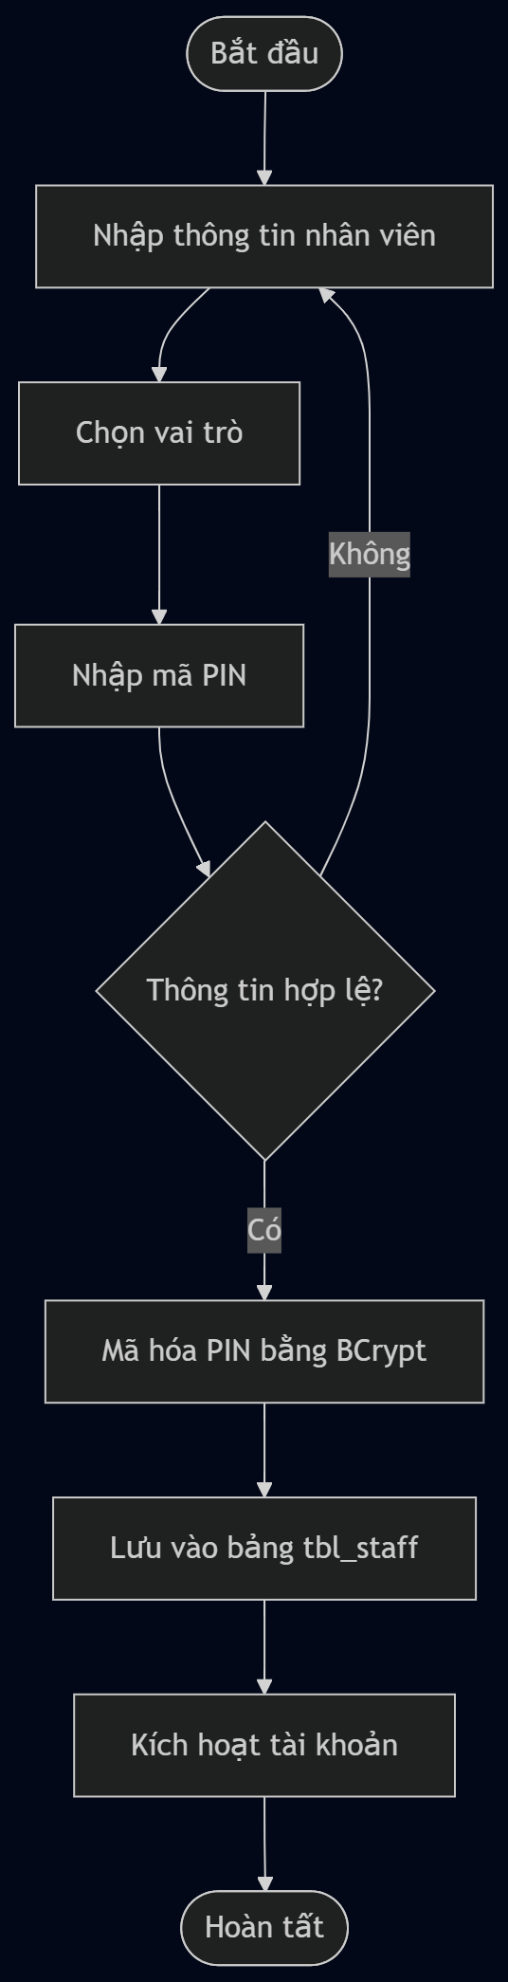 Bắt đầu
Nhập thông tin nhân viên
Chọn vai trò
Không
Nhập mã PIN
Thông tin hợp lệ?
Có
Mã hóa PIN bằng BCrypt
Lưu vào bảng tbl_staff
Kích hoạt tài khoản
Hoàn tất